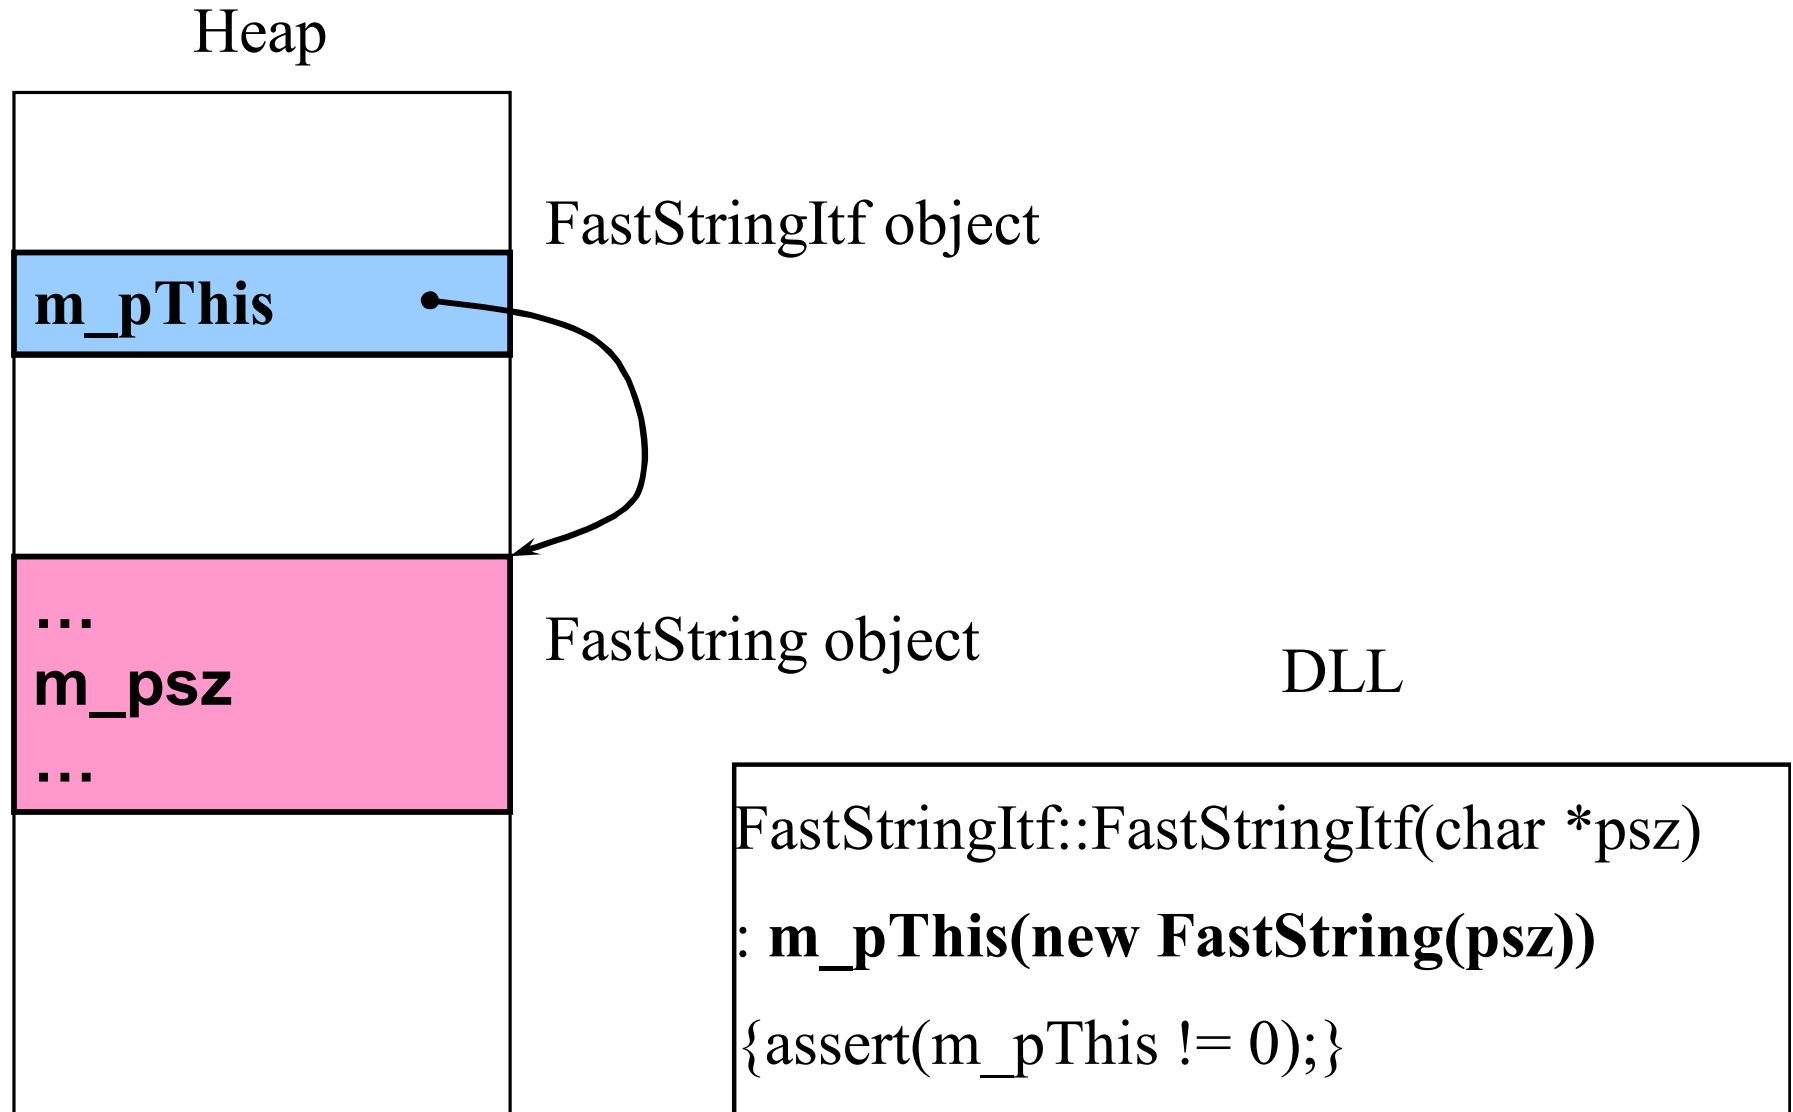 Heap
FastStringItf object
m_pThis
…
m_psz
…
FastString object
DLL
FastStringItf::FastStringItf(char *psz)
: m_pThis(new FastString(psz))
{assert(m_pThis != 0);}